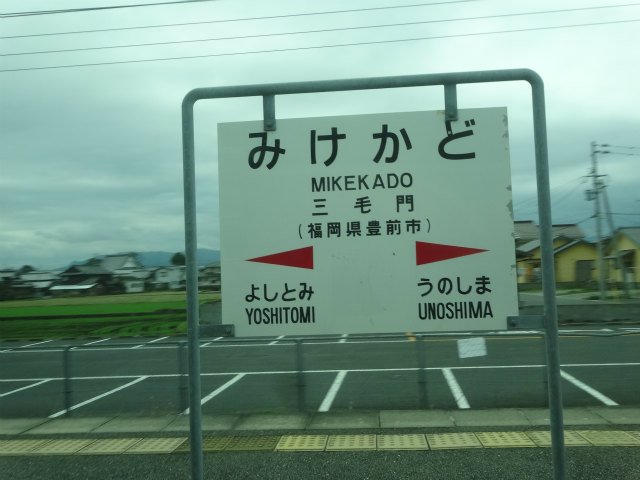 みけかど
MIKEKADO
三毛門
(福岡県豊前市)
よしとみ うのしま
YOSHITOMI UNOSHIMA